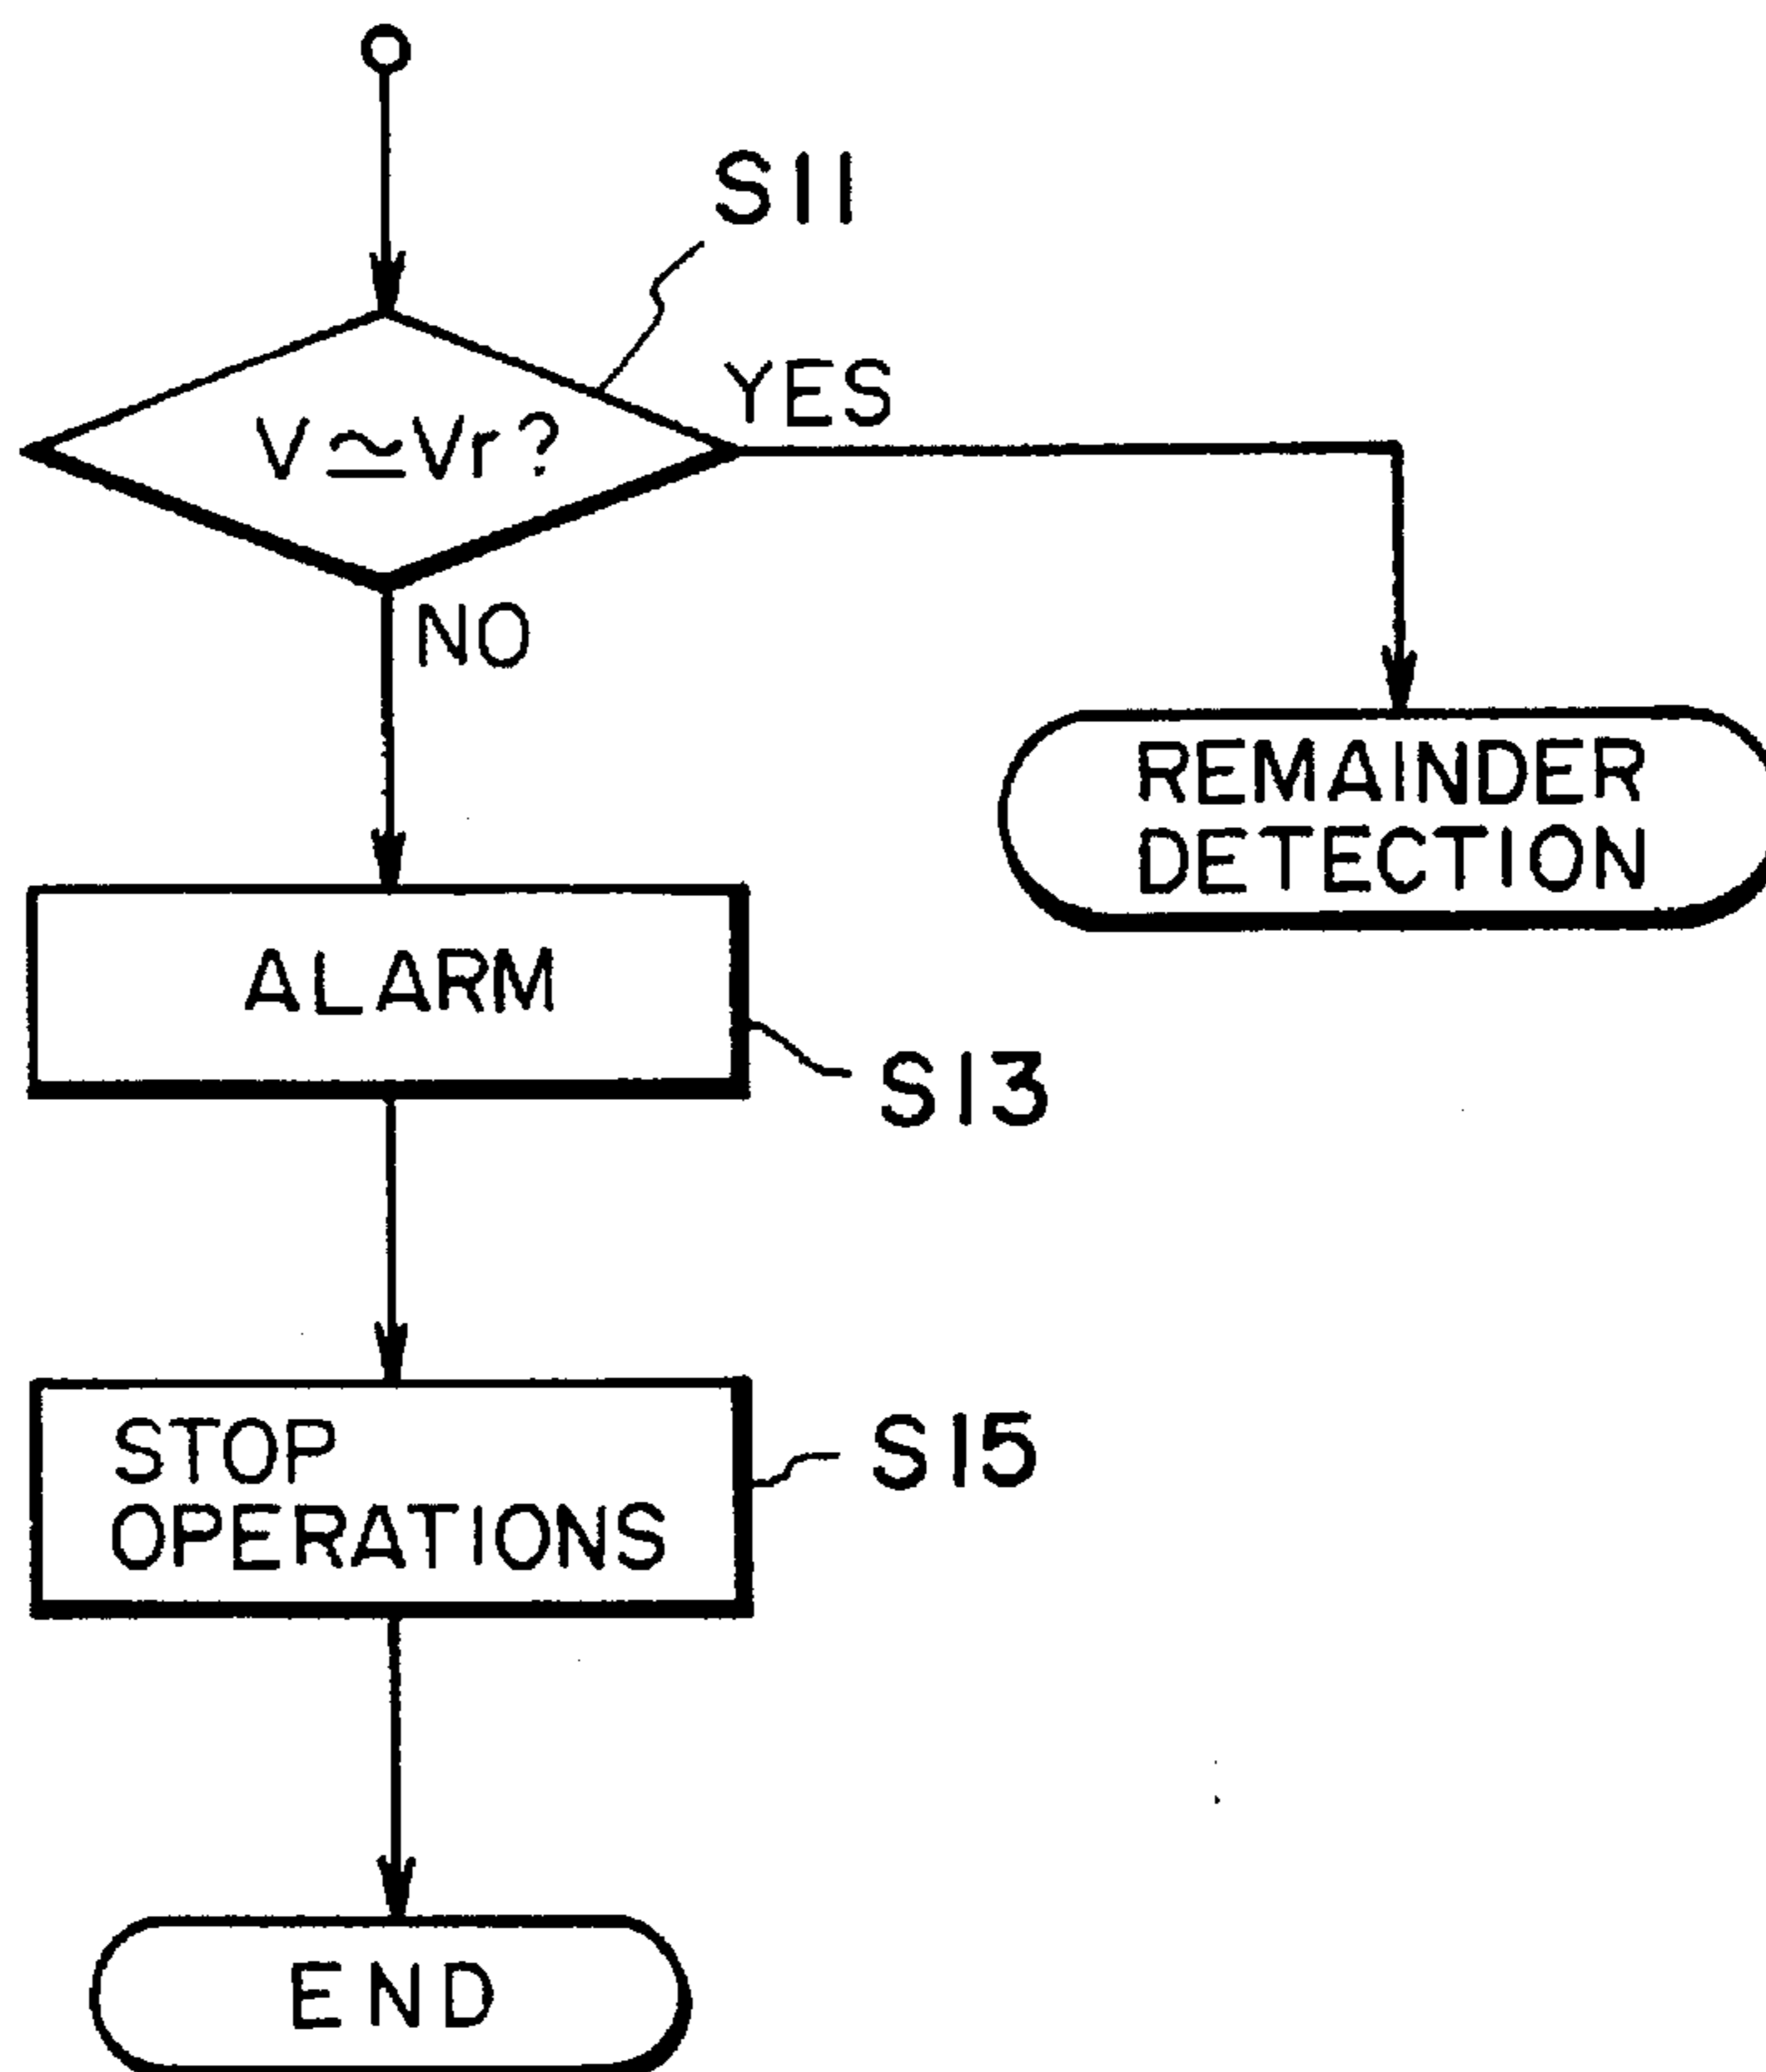 S11
V≃Vr?
YES
NO
REMAINDER
DETECTION
ALARM
S13
STOP
OPERATIONS
S15
END